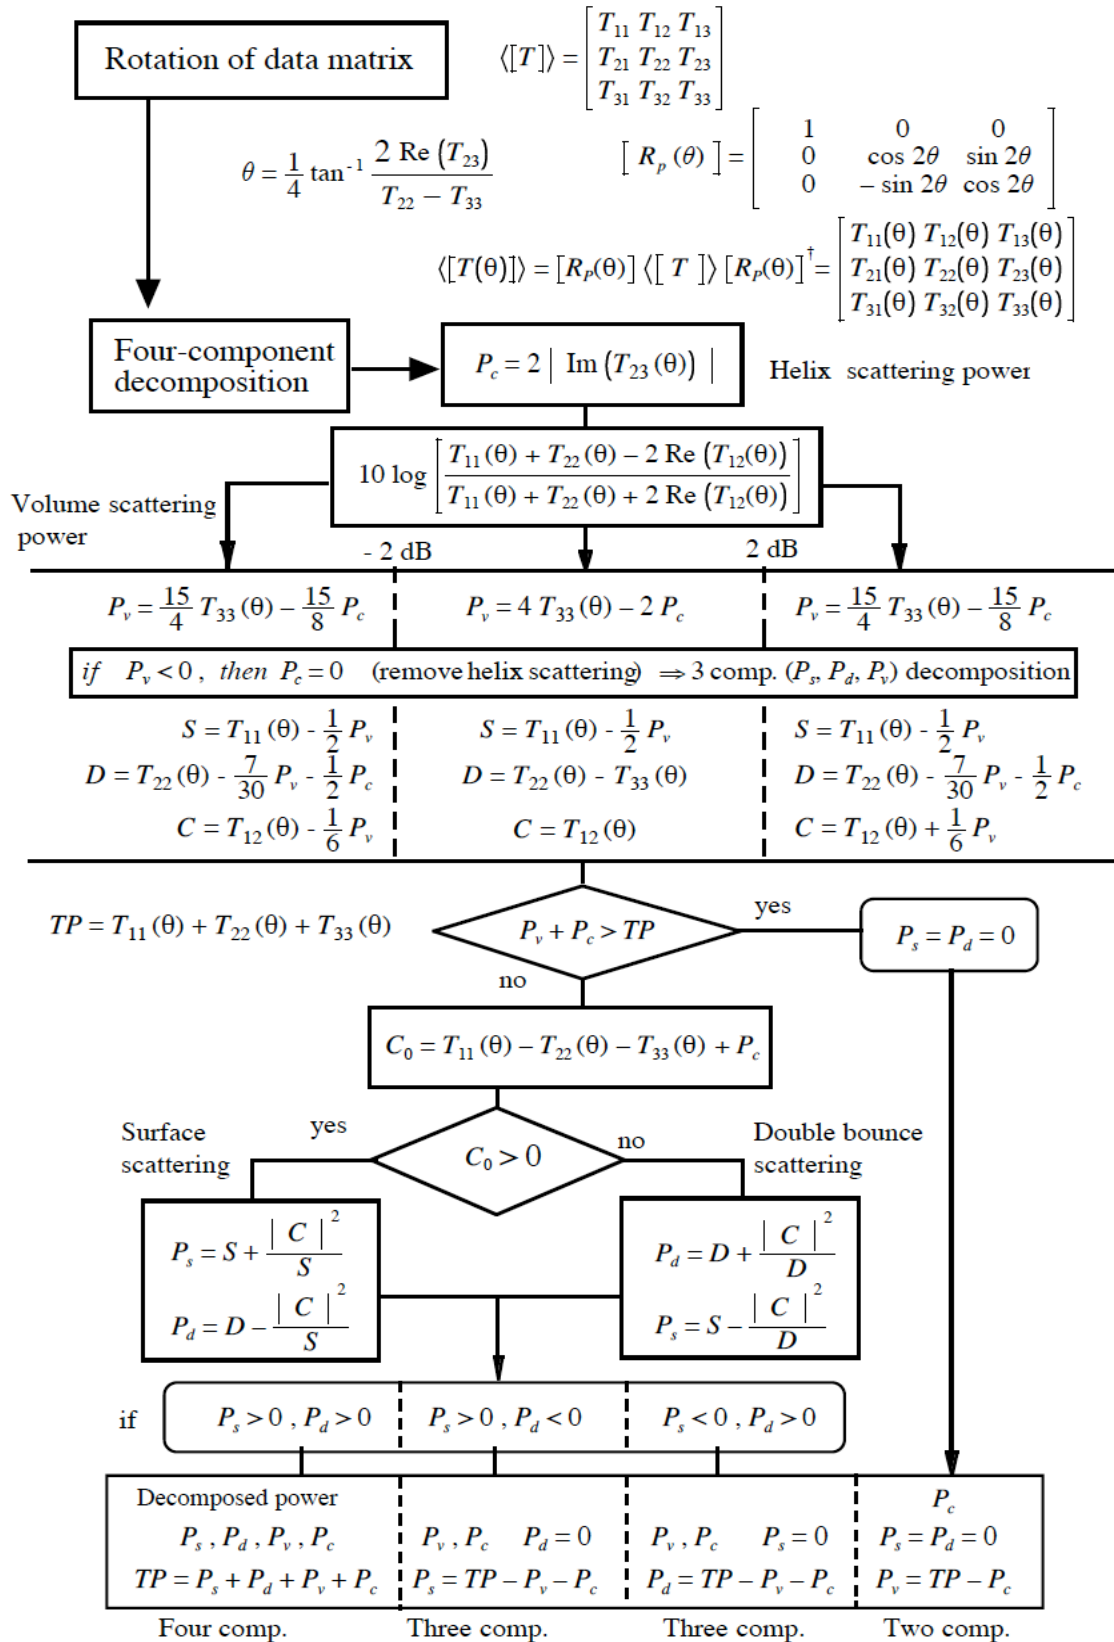 Rotation of data matrix
⟨[T]⟩ = [ T11 T12 T13
T21 T22 T23
T31 T32 T33 ]
θ = 1/4 tan⁻¹ 2 Re (T23) / T22 − T33
[ Rp (θ) ] = [ 1 0 0
0 cos 2θ sin 2θ
0 − sin 2θ cos 2θ ]
⟨[T(θ)]⟩ = [RP(θ)] ⟨[ T ]⟩ [RP(θ)]† = [ T11(θ) T12(θ) T13(θ)
T21(θ) T22(θ) T23(θ)
T31(θ) T32(θ) T33(θ) ]
Four-component
decomposition
Pc = 2 | Im (T23 (θ)) |
Helix scattering power
10 log [ T11 (θ) + T22 (θ) − 2 Re (T12(θ)) / T11 (θ) + T22 (θ) + 2 Re (T12(θ)) ]
Volume scattering
power
- 2 dB
2 dB
Pv = 15/4 T33 (θ) − 15/8 Pc
Pv = 4 T33 (θ) − 2 Pc
Pv = 15/4 T33 (θ) − 15/8 Pc
if Pv < 0 , then Pc = 0 (remove helix scattering) ⇒ 3 comp. (Ps, Pd, Pv) decomposition
S = T11 (θ) - 1/2 Pv
S = T11 (θ) - 1/2 Pv
S = T11 (θ) - 1/2 Pv
D = T22 (θ) - 7/30 Pv - 1/2 Pc
D = T22 (θ) - T33 (θ)
D = T22 (θ) - 7/30 Pv - 1/2 Pc
C = T12 (θ) - 1/6 Pv
C = T12 (θ)
C = T12 (θ) + 1/6 Pv
TP = T11 (θ) + T22 (θ) + T33 (θ)
Pv + Pc > TP
yes
Ps = Pd = 0
no
C0 = T11 (θ) − T22 (θ) − T33 (θ) + Pc
Surface
scattering
yes
C0 > 0
no
Double bounce
scattering
Ps = S + | C |² / S
Pd = D − | C |² / S
Pd = D + | C |² / D
Ps = S − | C |² / D
if
Ps > 0 , Pd > 0
Ps > 0 , Pd < 0
Ps < 0 , Pd > 0
Decomposed power
Ps , Pd , Pv , Pc
TP = Ps + Pd + Pv + Pc
Pv , Pc Pd = 0
Ps = TP − Pv − Pc
Pv , Pc Ps = 0
Pd = TP − Pv − Pc
Pc
Ps = Pd = 0
Pv = TP − Pc
Four comp.
Three comp.
Three comp.
Two comp.